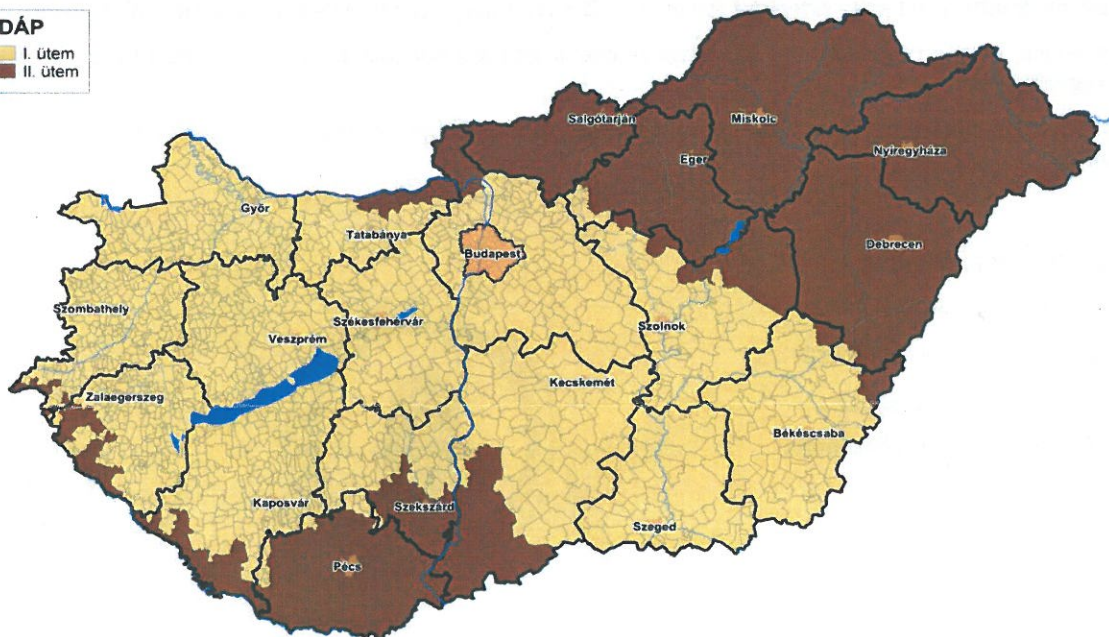 DÁP
I. ütem
II. ütem
Salgótarján
Miskolc
Eger
Nyíregyháza
Győr
Tatabánya
Budapest
Debrecen
Szombathely
Székesfehérvár
Szolnok
Veszprém
Zalaegerszeg
Kecskemét
Békéscsaba
Kaposvár
Szekszárd
Szeged
Pécs